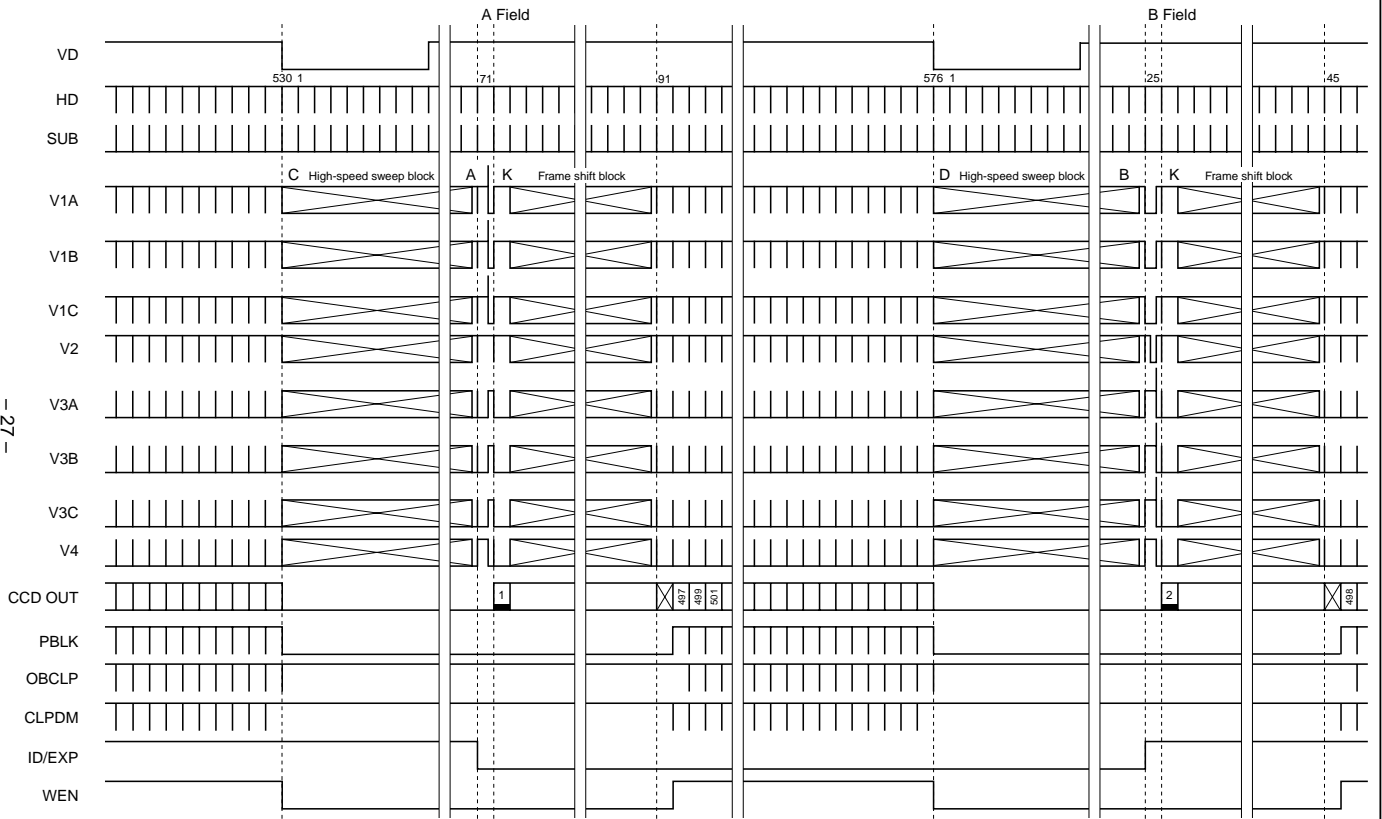 A Field B Field
VD
530 1 71 91 576 1 25 45
HD
SUB
C High-speed sweep block A K Frame shift block D High-speed sweep block B K Frame shift block
V1A
V1B
V1C
V2
V3A
V3B
V3C
V4
CCD OUT 1 497 499 501 2 498
PBLK
OBCLP
CLPDM
ID/EXP
WEN
– 27 –